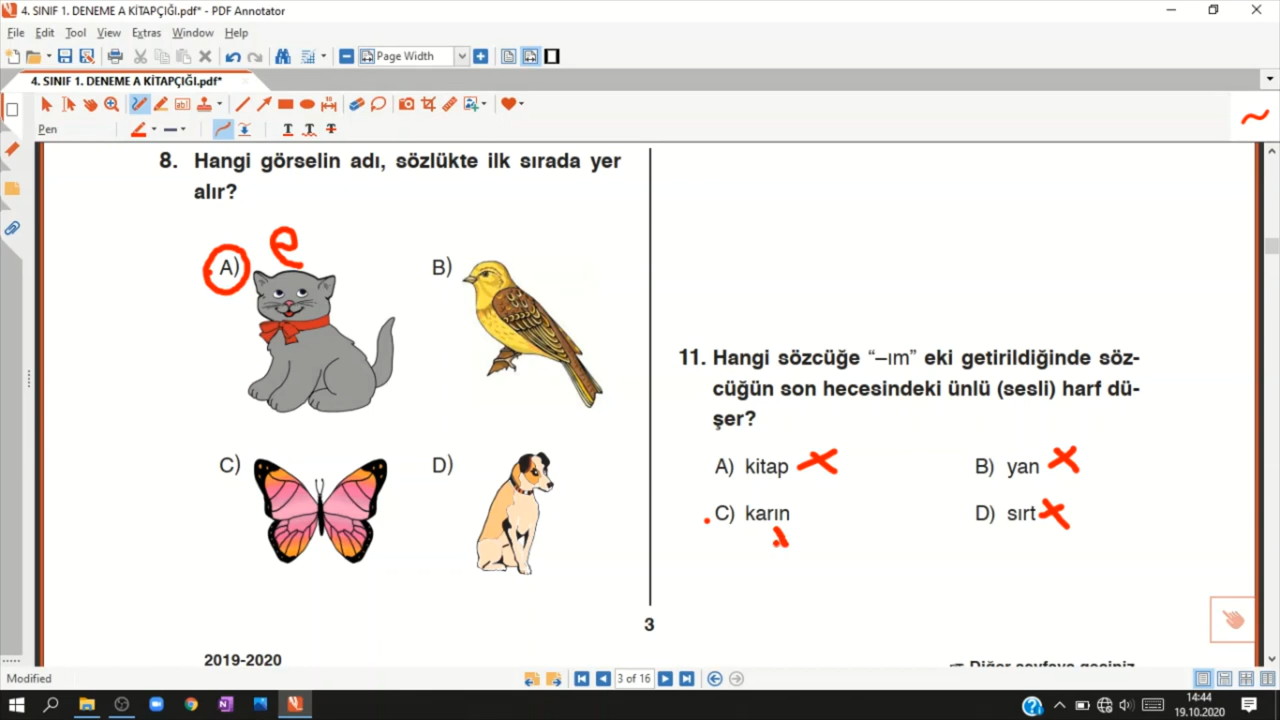 4. SINIF 1. DENEME A KİTAPÇIĞI.pdf* - PDF Annotator
File Edit Tool View Extras Window Help
Page Width
4. SINIF 1. DENEME A KİTAPÇIĞI.pdf*
Pen
8. Hangi görselin adı, sözlükte ilk sırada yer
alır?
e
A)
B)
C)
D)
11. Hangi sözcüğe “–ım” eki getirildiğinde söz-
cüğün son hecesindeki ünlü (sesli) harf dü-
şer?
A) kitap
B) yan
C) karın
D) sırt
3
2019-2020
Diğer sayfaya geçiniz
Modified
3 of 16
14:44
19.10.2020